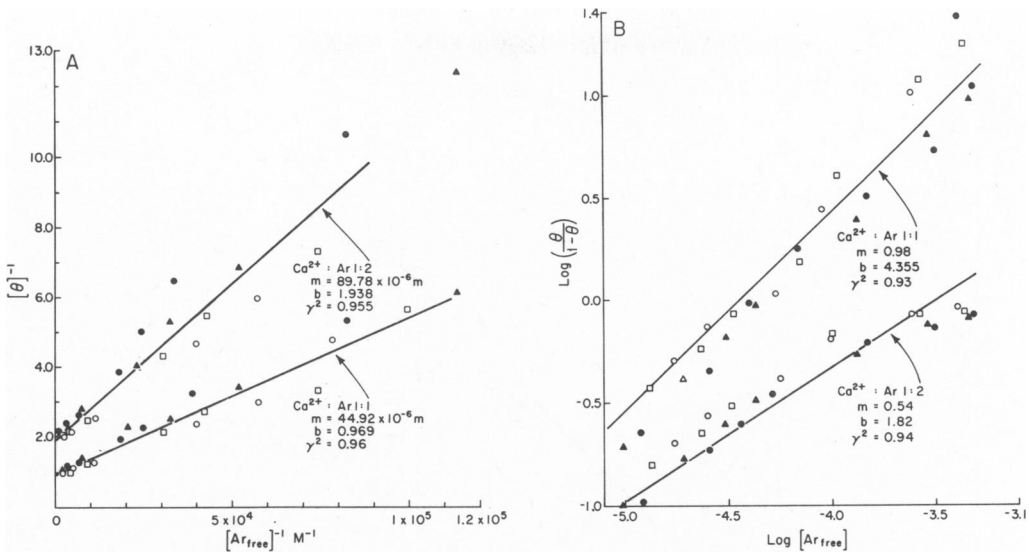 A
13.0
10.0
8.0
6.0
4.0
2.0
[θ]⁻¹
0
5 x 10⁴
1 x 10⁵
1.2 x 10⁵
[Ar free]⁻¹ M⁻¹
Ca²⁺ : Ar 1:2
m = 89.78 x 10⁻⁶ m
b = 1.938
γ² = 0.955
Ca²⁺ : Ar 1:1
m = 44.92 x 10⁻⁶ m
b = 0.969
γ² = 0.96
B
1.4
1.0
0.5
0.0
-0.5
-1.0
Log (θ/1-θ)
-5.0
-4.5
-4.0
-3.5
-3.1
Log [Ar free]
Ca²⁺ : Ar 1:1
m = 0.98
b = 4.355
γ² = 0.93
Ca²⁺ : Ar 1:2
m = 0.54
b = 1.82
γ² = 0.94